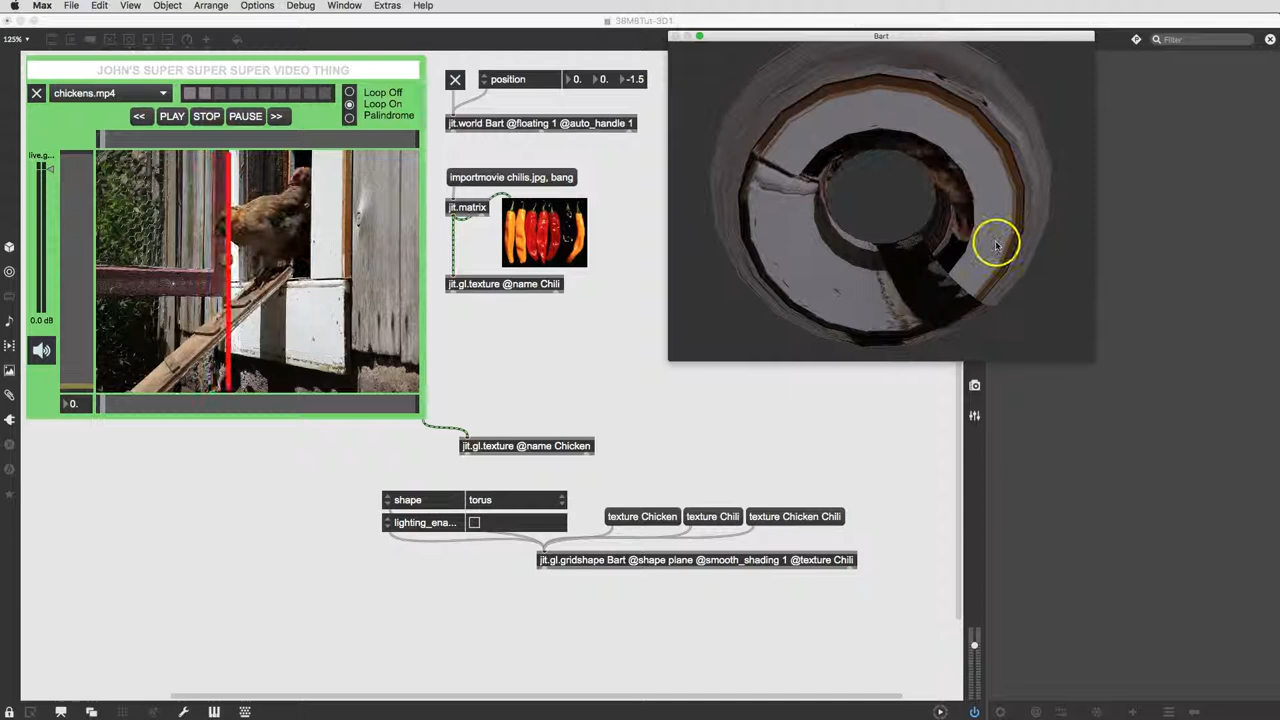 Max File Edit View Object Arrange Options Debug Window Extras Help
38M6Tut-3D1
125%
Bart
Filter
JOHN'S SUPER SUPER SUPER VIDEO THING
chickens.mp4
Loop Off
Loop On
Palindrome
<< PLAY STOP PAUSE >>
live.g...
0.0 dB
0.
position 0. 0. -1.5
jit.world Bart @floating 1 @auto_handle 1
importmovie chilis.jpg, bang
jit.matrix
jit.gl.texture @name Chili
jit.gl.texture @name Chicken
shape torus
lighting_ena...
texture Chicken texture Chili texture Chicken Chili
jit.gl.gridshape Bart @shape plane @smooth_shading 1 @texture Chili